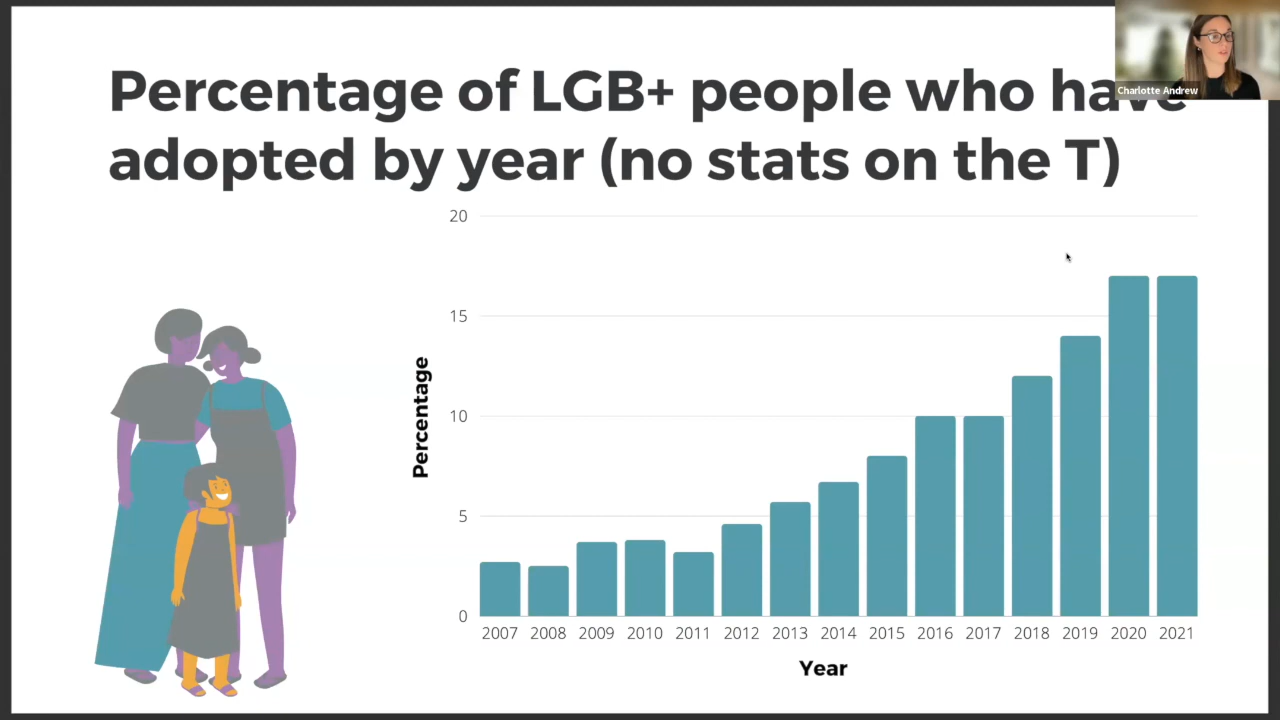 Percentage of LGB+ people who have
adopted by year (no stats on the T)
Charlotte Andrew
20
15
10
5
0
Percentage
2007 2008 2009 2010 2011 2012 2013 2014 2015 2016 2017 2018 2019 2020 2021
Year